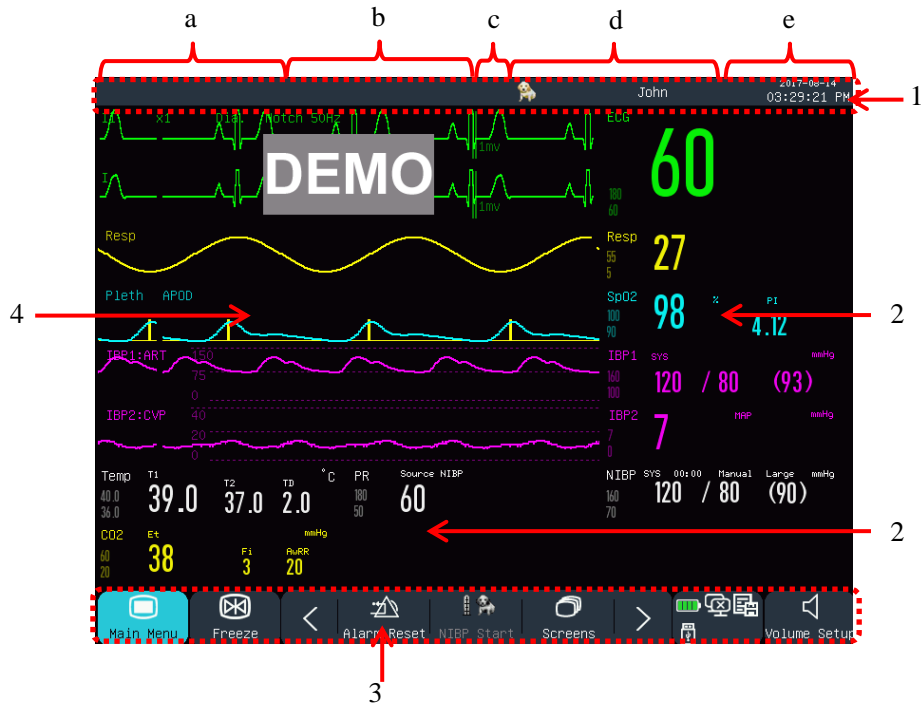 a b c d e
John 2017-08-14
03:29:21 PM
1
II x1 Dia. Notch 50Hz ECG
DEMO
1mv
60
180
60
I
1mv
Resp Resp
55
5
27
Pleth APOD SpO2 % PI
100
90
98
4.12
4
2
IBP1:ART 150 IBP1 SYS mmHg
75
0
160
100
120 / 80 (93)
IBP2:CVP 40 IBP2 MAP mmHg
20
0
7
0
7
Temp T1 T2 TD °C PR Source NIBP NIBP SYS 00:00 Manual Large mmHg
40.0
36.0
39.0 37.0 2.0
180
50
60
160
70
120 / 80 (90)
CO2 Et mmHg
60
20
38
Fi AwRR
3 20
2
Main Menu Freeze Alarm Reset NIBP Start Screens Volume Setup
3